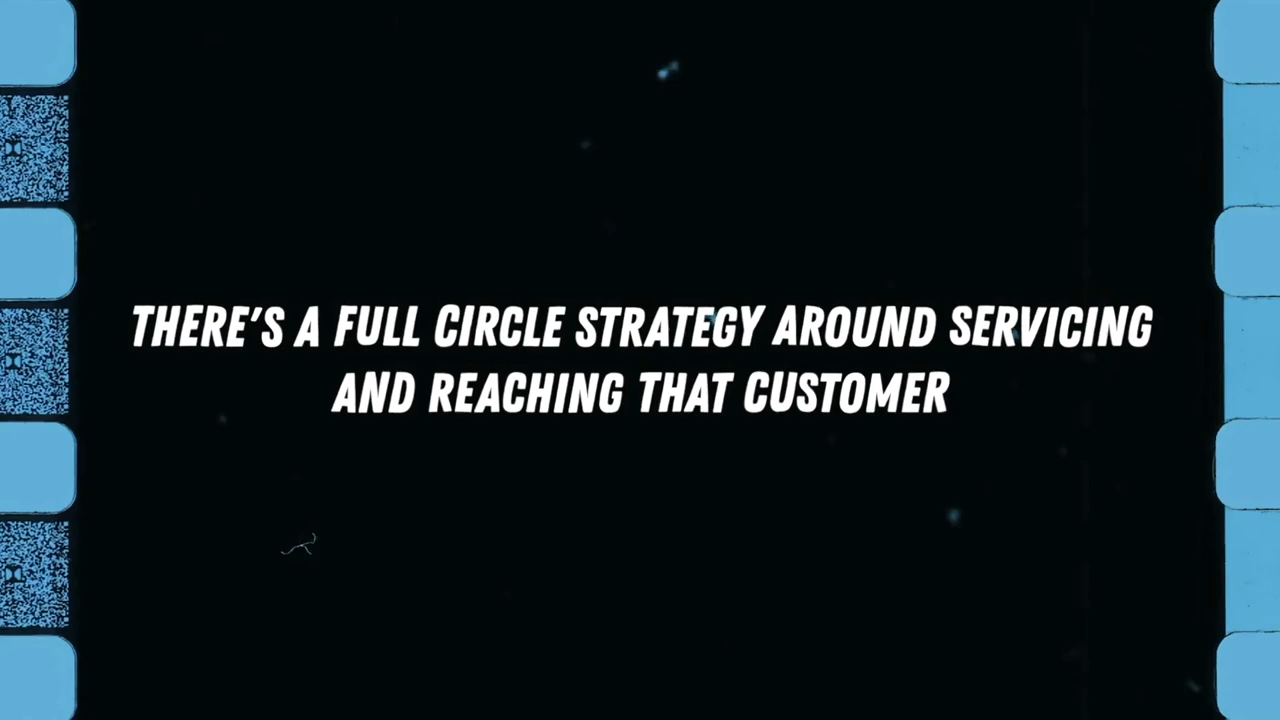 THERE'S A FULL CIRCLE STRATEGY AROUND SERVICING
AND REACHING THAT CUSTOMER